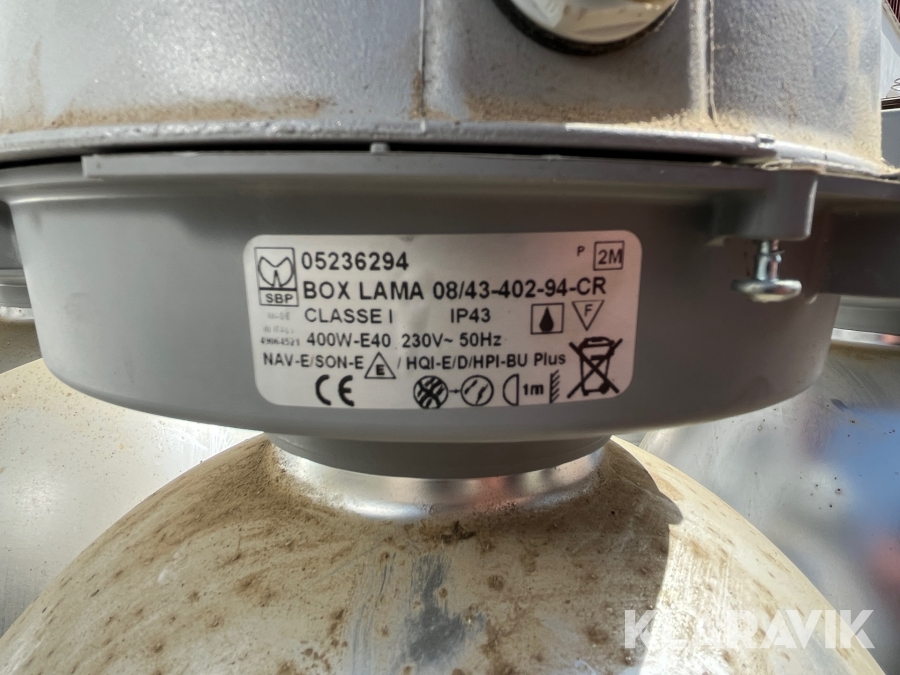 05236294
P 2M
SBP
BOX LAMA 08/43-402-94-CR
CLASSE I IP43 F
49064521 400W-E40 230V~ 50Hz
NAV-E/SON-E E / HQI-E/D/HPI-BU Plus
CE 1m
KLARAVIK